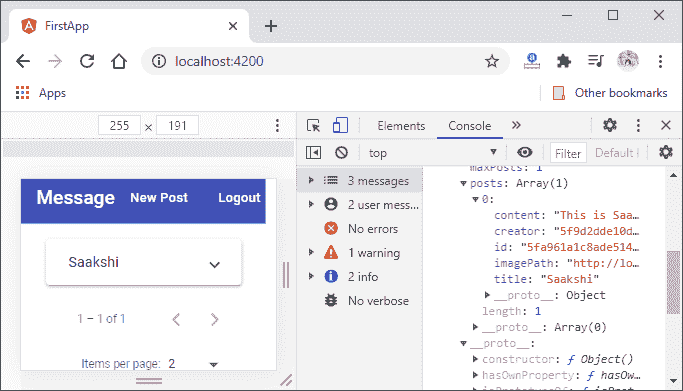 FirstApp
localhost:4200
Apps
Other bookmarks
255 × 191
Elements
Console
top
Filter
Default
Message
New Post
Logout
Saakshi
1 – 1 of 1
Items per page: 2
3 messages
2 user mess...
No errors
1 warning
2 info
No verbose
maxPosts: 1
posts: Array(1)
0:
content: "This is Saa...
creator: "5f9d2dde10d...
id: "5fa961a1c8ade514...
imagePath: "http://lo...
title: "Saakshi"
__proto__: Object
length: 1
__proto__: Array(0)
__proto__:
constructor: ƒ Object()
hasOwnProperty: ƒ hasOw...